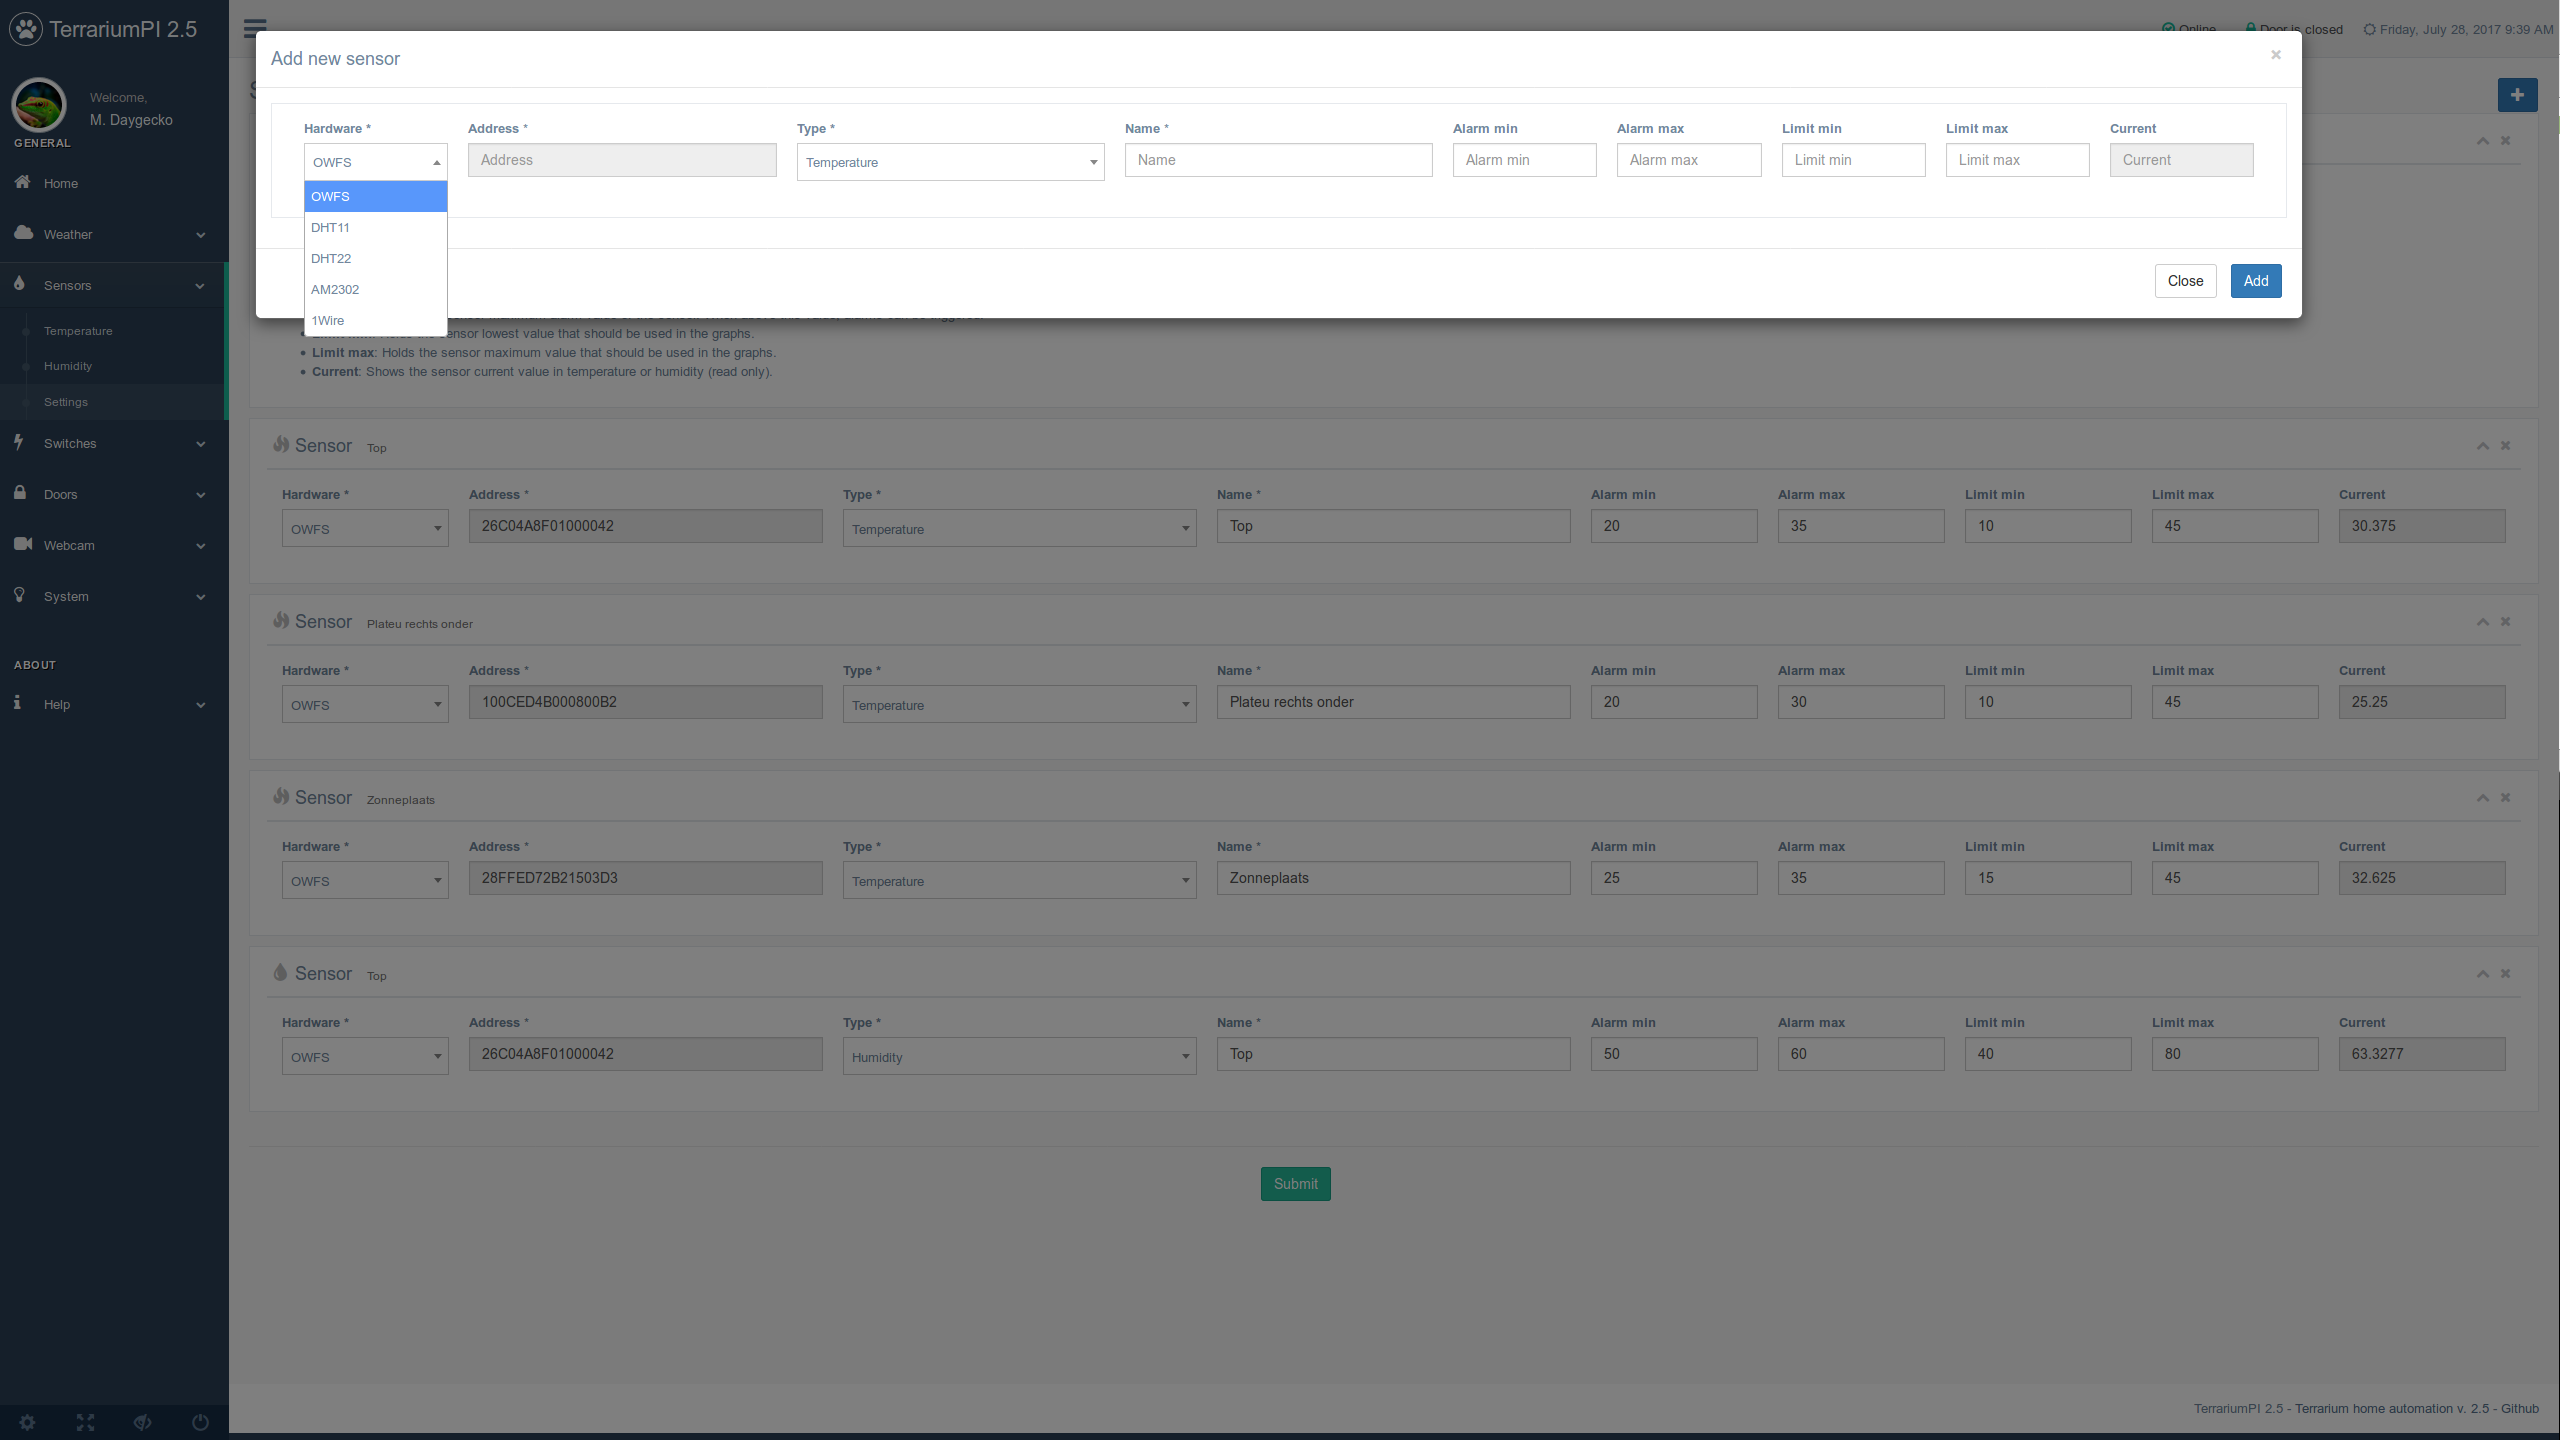 TerrariumPI 2.5
Online Door is closed Friday, July 28, 2017 9:39 AM
Welcome,
M. Daygecko
GENERAL
Home
Weather
Sensors
Temperature
Humidity
Settings
Switches
Doors
Webcam
System
ABOUT
Help
Add new sensor
×
Hardware * Address * Type * Name * Alarm min Alarm max Limit min Limit max Current
OWFS Address Temperature Name Alarm min Alarm max Limit min Limit max Current
OWFS
DHT11
DHT22
AM2302
1Wire
Close Add
sensor lowest value that should be used in the graphs.
• Limit max: Holds the sensor maximum value that should be used in the graphs.
• Current: Shows the sensor current value in temperature or humidity (read only).
Sensor Top
Hardware * Address * Type * Name * Alarm min Alarm max Limit min Limit max Current
OWFS 26C04A8F01000042 Temperature Top 20 35 10 45 30.375
Sensor Plateu rechts onder
Hardware * Address * Type * Name * Alarm min Alarm max Limit min Limit max Current
OWFS 100CED4B000800B2 Temperature Plateu rechts onder 20 30 10 45 25.25
Sensor Zonneplaats
Hardware * Address * Type * Name * Alarm min Alarm max Limit min Limit max Current
OWFS 28FFED72B21503D3 Temperature Zonneplaats 25 35 15 45 32.625
Sensor Top
Hardware * Address * Type * Name * Alarm min Alarm max Limit min Limit max Current
OWFS 26C04A8F01000042 Humidity Top 50 60 40 80 63.3277
Submit
TerrariumPI 2.5 - Terrarium home automation v. 2.5 - Github